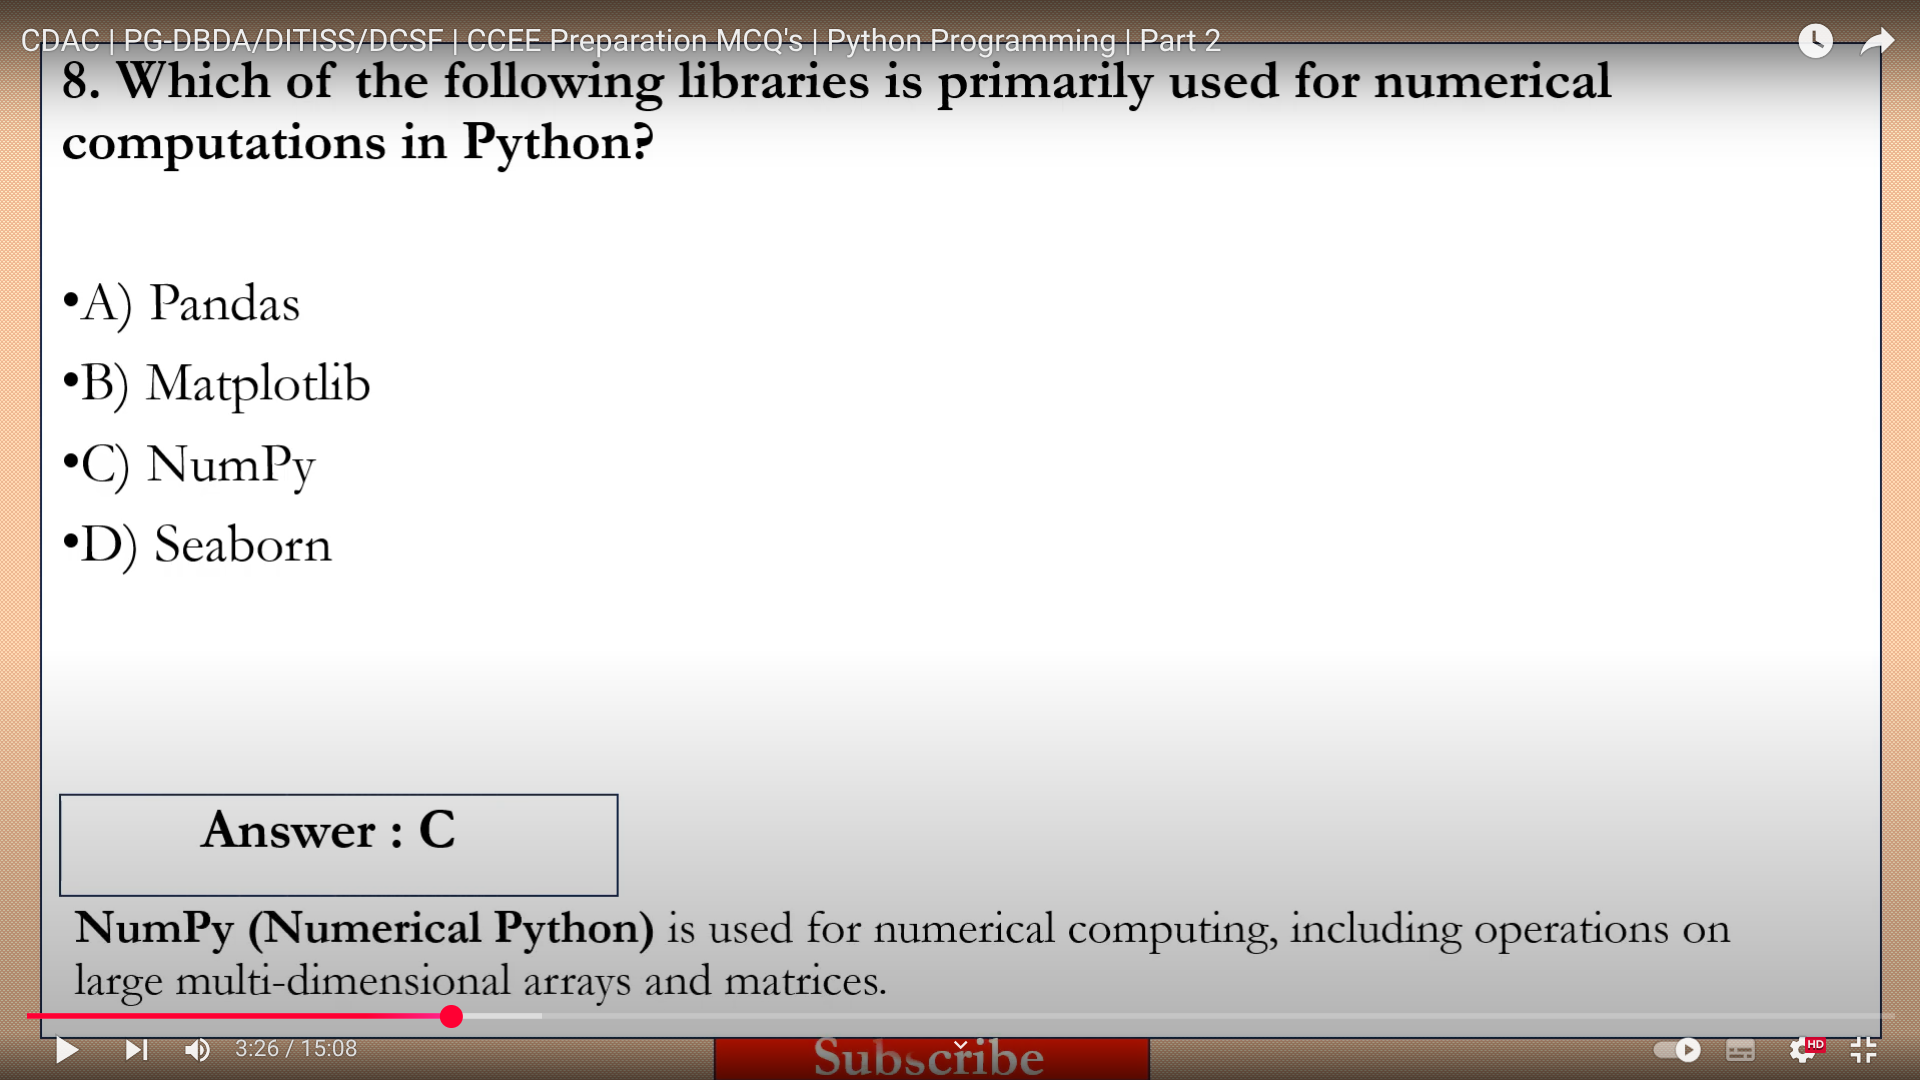 CDAC | PG-DBDA/DITISS/DCSF | CCEE Preparation MCQ's | Python Programming | Part 2
8. Which of the following libraries is primarily used for numerical
computations in Python?
•A) Pandas
•B) Matplotlib
•C) NumPy
•D) Seaborn
Answer : C
NumPy (Numerical Python) is used for numerical computing, including operations on
large multi-dimensional arrays and matrices.
3:26 / 15:08
HD
Subscribe